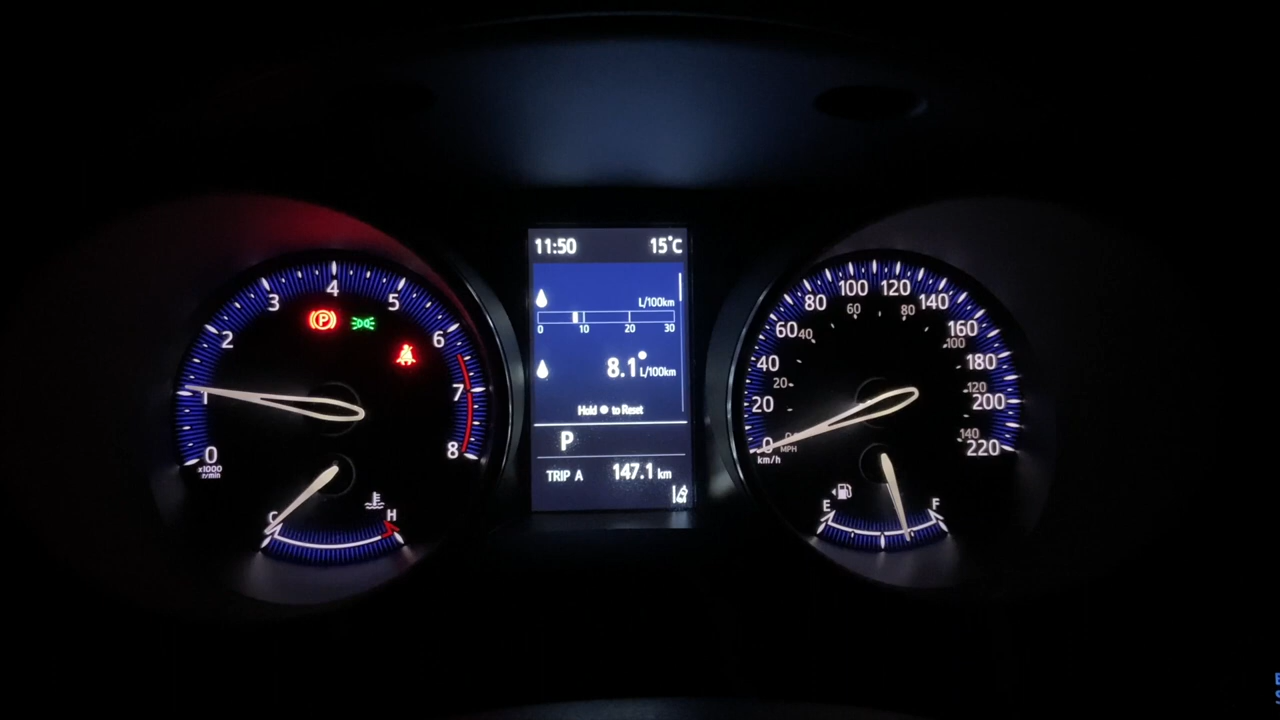 11:50 15°C
L/100km
0 10 20 30
8.1 L/100km
Hold to Reset
P
TRIP A 147.1 km
0 1 2 3 4 5 6 7 8
x1000
r/min
P
C H
0 20 40 60 80 100 120 140 160 180 200 220
km/h
20 40 60 80 100 120 140
MPH
E F